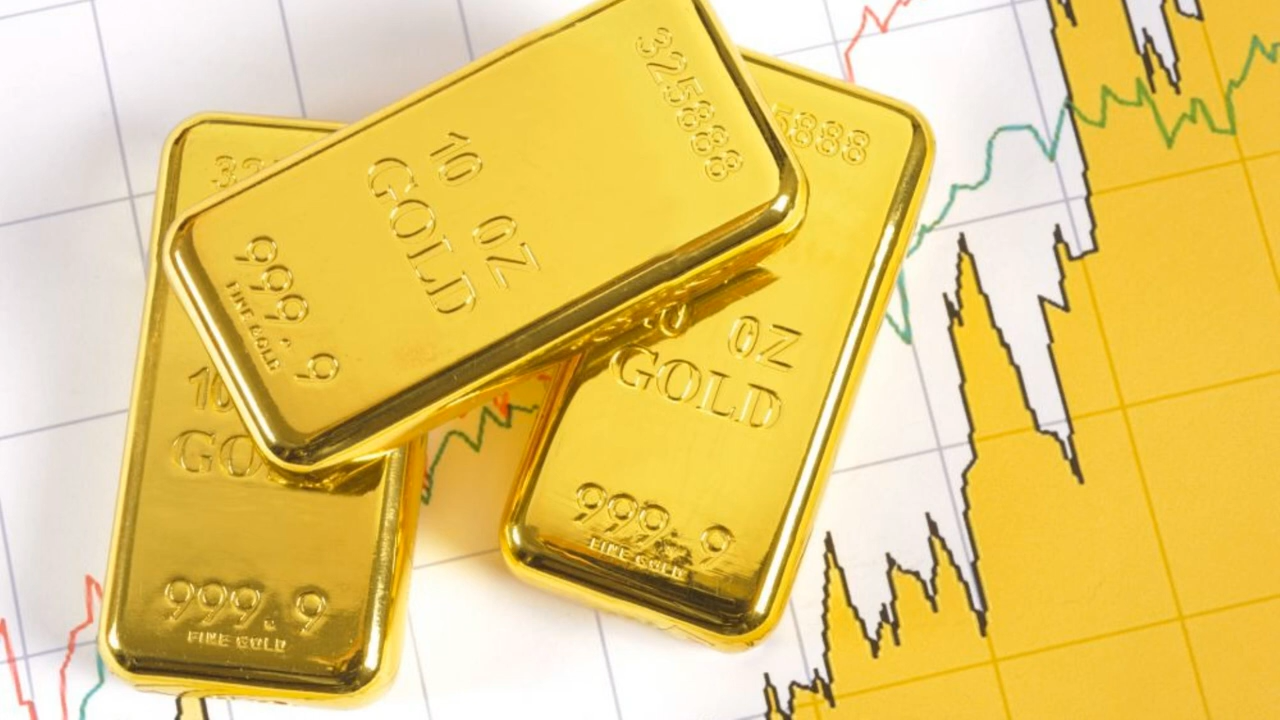 325888
10 OZ
GOLD
999.9
FINE GOLD
32
10
GO
999.9
FINE GOLD
5888
OZ
GOLD
999.9
FINE GOLD